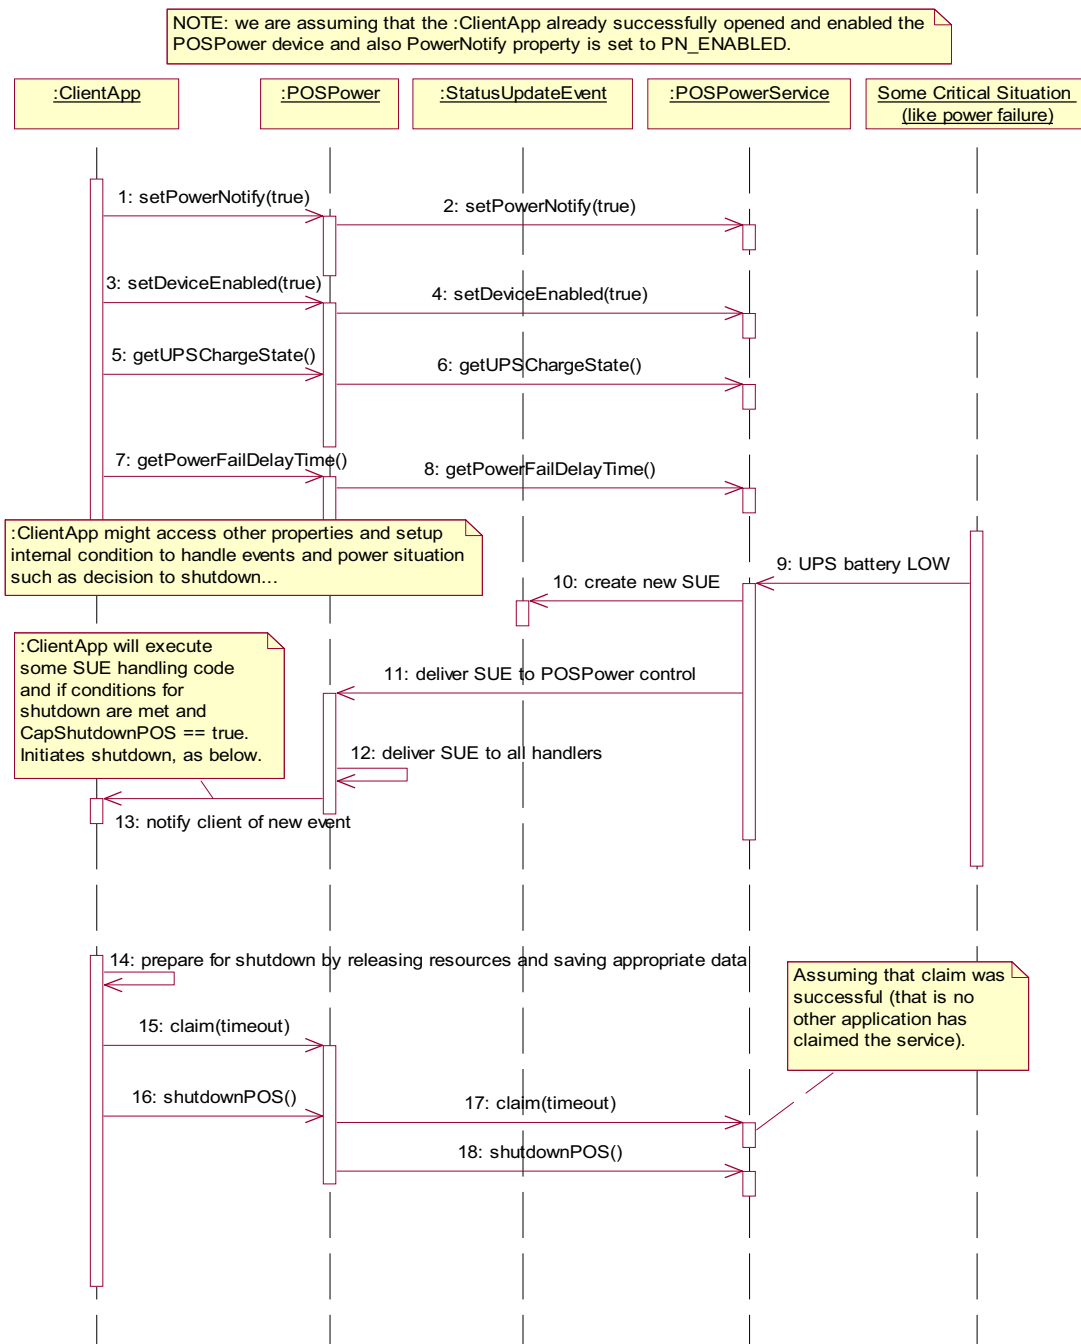 NOTE: we are assuming that the :ClientApp already successfully opened and enabled the
POSPower device and also PowerNotify property is set to PN_ENABLED.
:ClientApp
:POSPower
:StatusUpdateEvent
:POSPowerService
Some Critical Situation
(like power failure)
1: setPowerNotify(true)
2: setPowerNotify(true)
3: setDeviceEnabled(true)
4: setDeviceEnabled(true)
5: getUPSChargeState()
6: getUPSChargeState()
7: getPowerFailDelayTime()
8: getPowerFailDelayTime()
:ClientApp might access other properties and setup
internal condition to handle events and power situation
such as decision to shutdown...
9: UPS battery LOW
10: create new SUE
:ClientApp will execute
some SUE handling code
and if conditions for
shutdown are met and
CapShutdownPOS == true.
Initiates shutdown, as below.
11: deliver SUE to POSPower control
12: deliver SUE to all handlers
13: notify client of new event
14: prepare for shutdown by releasing resources and saving appropriate data
Assuming that claim was
successful (that is no
other application has
claimed the service).
15: claim(timeout)
16: shutdownPOS()
17: claim(timeout)
18: shutdownPOS()